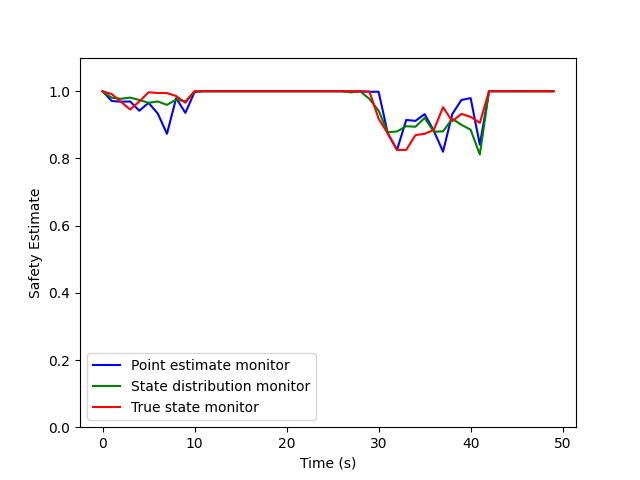 1.0
0.8
0.6
0.4
0.2
0.0
Safety Estimate
Point estimate monitor
State distribution monitor
True state monitor
0 10 20 30 40 50
Time (s)